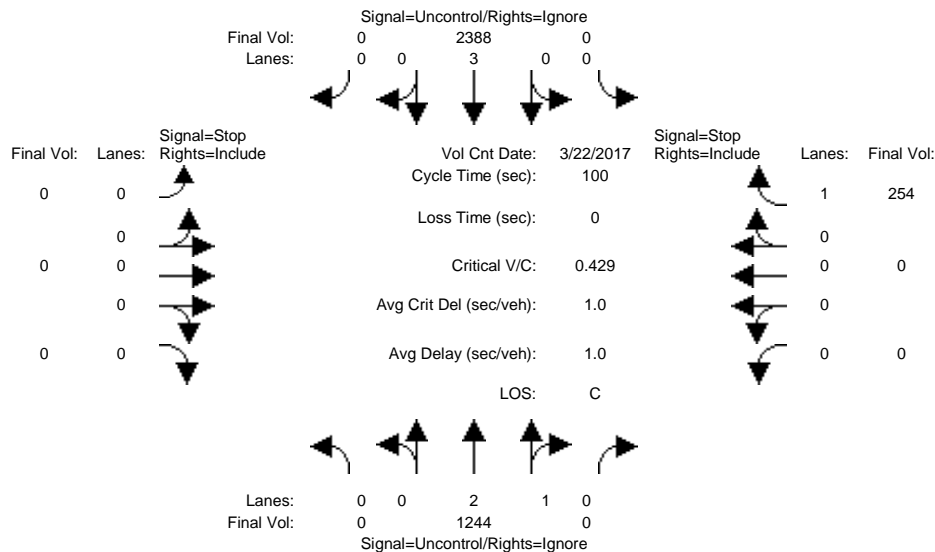 Signal=Uncontrol/Rights=Ignore
Final Vol: 0 2388 0
Lanes: 0 0 3 0 0
Signal=Stop
Final Vol: Lanes: Rights=Include
Vol Cnt Date: 3/22/2017
Signal=Stop
Rights=Include Lanes: Final Vol:
Cycle Time (sec): 100
0 0
1 254
Loss Time (sec): 0
0
0
0 0
Critical V/C: 0.429
0 0
0
Avg Crit Del (sec/veh): 1.0
0
0 0
Avg Delay (sec/veh): 1.0
0 0
LOS: C
Lanes: 0 0 2 1 0
Final Vol: 0 1244 0
Signal=Uncontrol/Rights=Ignore